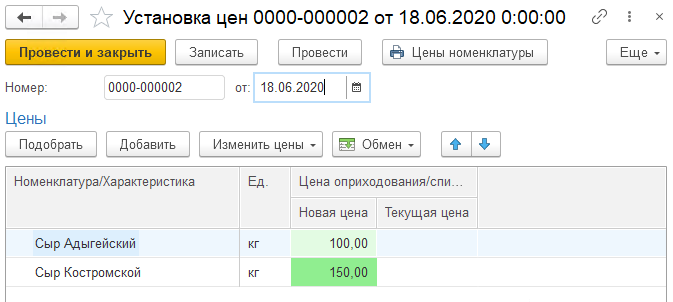 Установка цен 0000-000002 от 18.06.2020 0:00:00
Провести и закрыть Записать Провести Цены номенклатуры Еще
Номер: 0000-000002 от: 18.06.2020
Цены
Подобрать Добавить Изменить цены Обмен
Номенклатура/Характеристика Ед. Цена оприходования/спи...
Новая цена Текущая цена
Сыр Адыгейский кг 100,00
Сыр Костромской кг 150,00